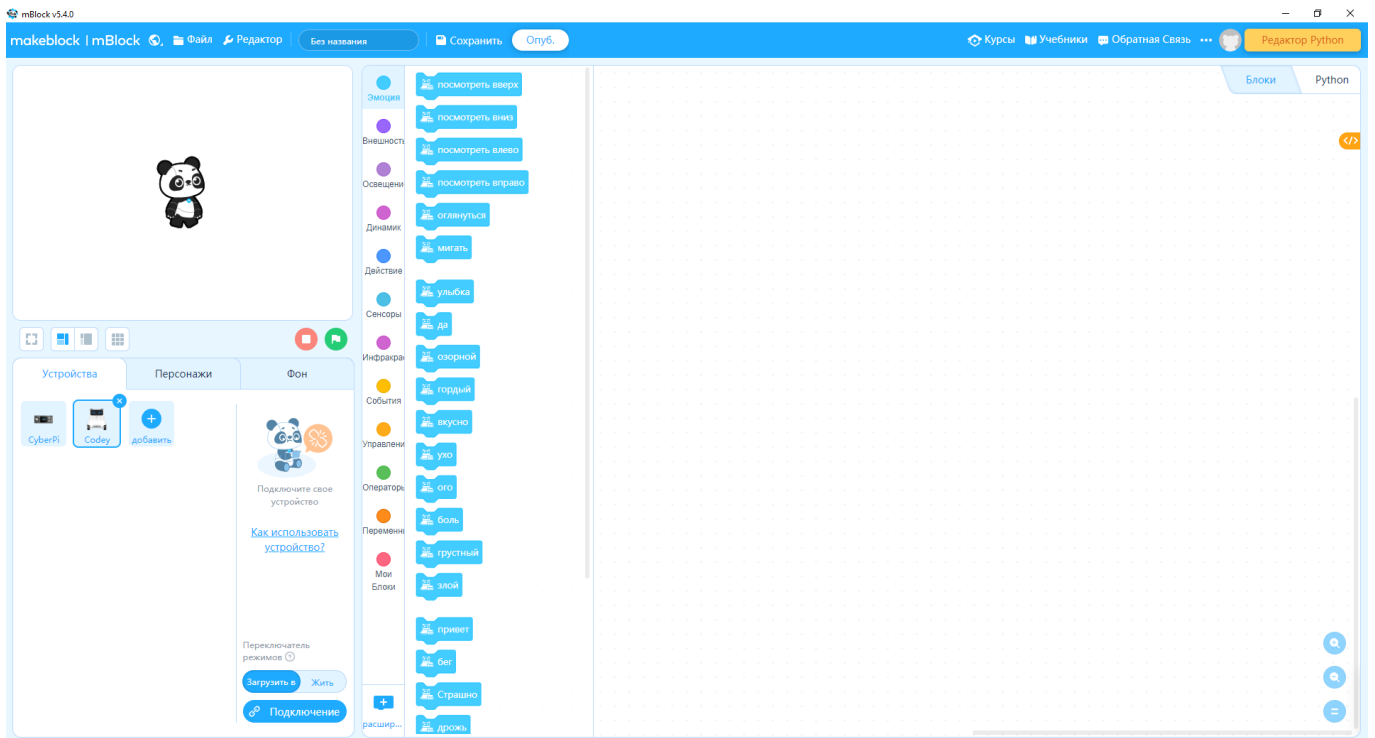 mBlock v5.4.0
makeblock | mBlock
Файл
Редактор
Без названия
Сохранить
Опуб.
Курсы
Учебники
Обратная Связь
Редактор Python
Устройства
Персонажи
Фон
CyberPi
Codey
добавить
Подключите свое
устройство
Как использовать
устройство?
Переключатель
режимов
Загрузить в
Жить
Подключение
Эмоция
Внешность
Освещени
Динамик
Действие
Сенсоры
Инфракра
События
Управлени
Операторы
Переменн
Мои
Блоки
расшир...
посмотреть вверх
посмотреть вниз
посмотреть влево
посмотреть вправо
оглянуться
мигать
улыбка
да
озорной
гордый
вкусно
ухо
ого
боль
грустный
злой
привет
бег
Страшно
дрожь
Блоки
Python